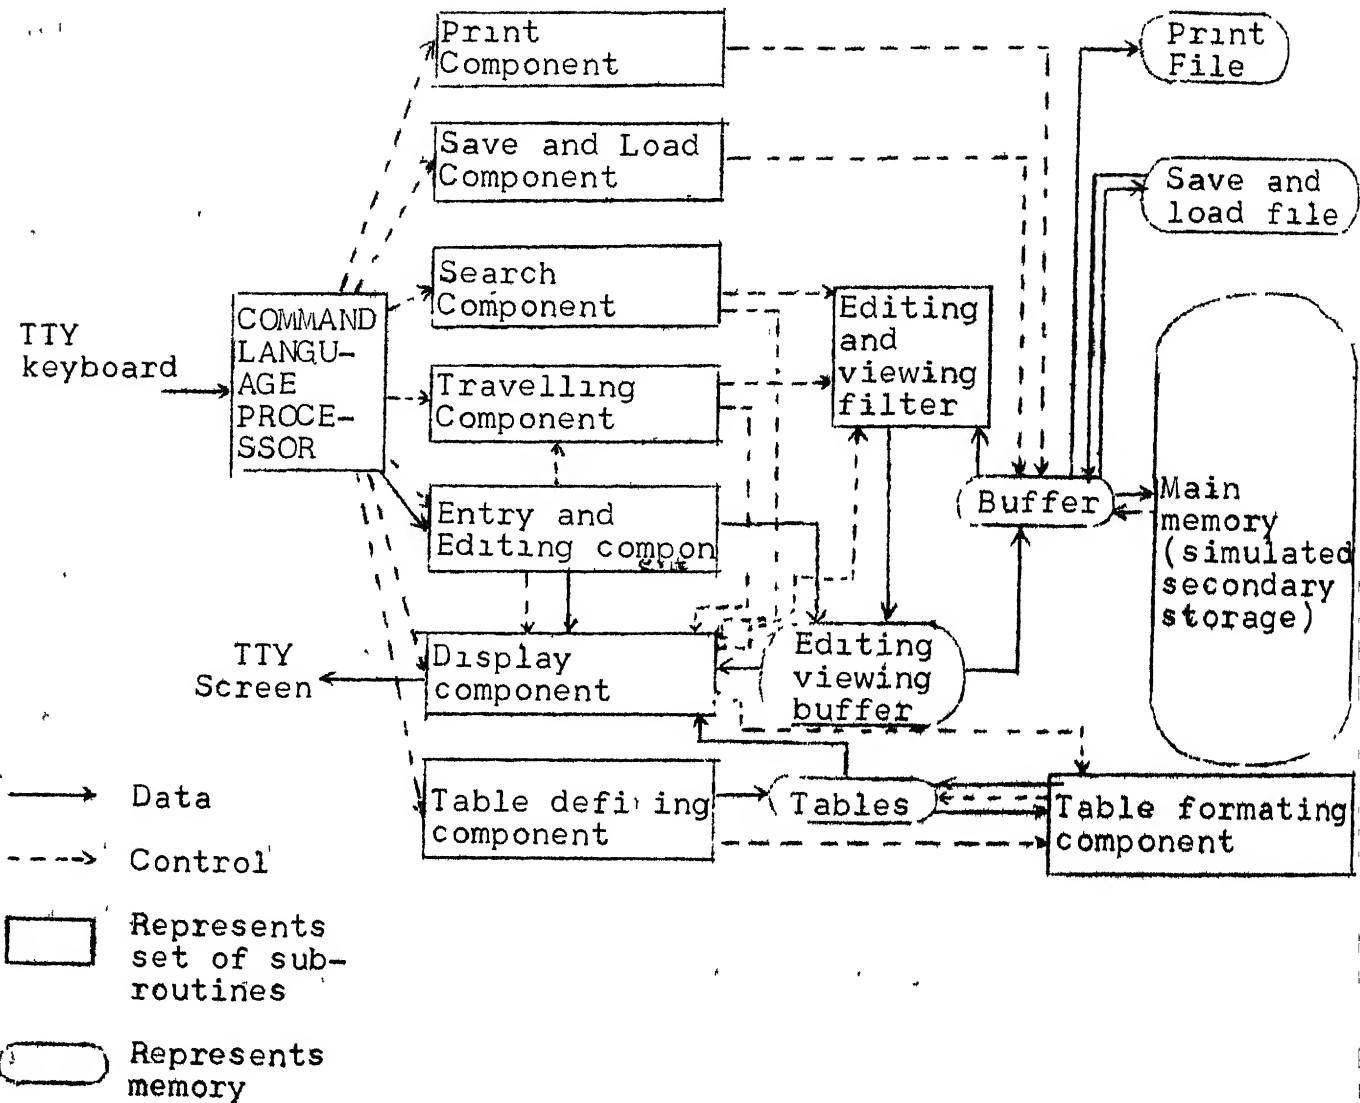 Print
Component
Print
File
Save and Load
Component
Save and
load file
Search
Component
TTY
keyboard
COMMAND
LANGU-
AGE
PROCE-
SSOR
Editing
and
viewing
filter
Travelling
Component
Entry and
Editing compon
ent
Buffer
Main
memory
(simulated
secondary
storage)
TTY
Screen
Display
component
Editing
viewing
buffer
Table defining
component
Tables
Table formating
component
Data
Control
Represents
set of sub-
routines
Represents
memory